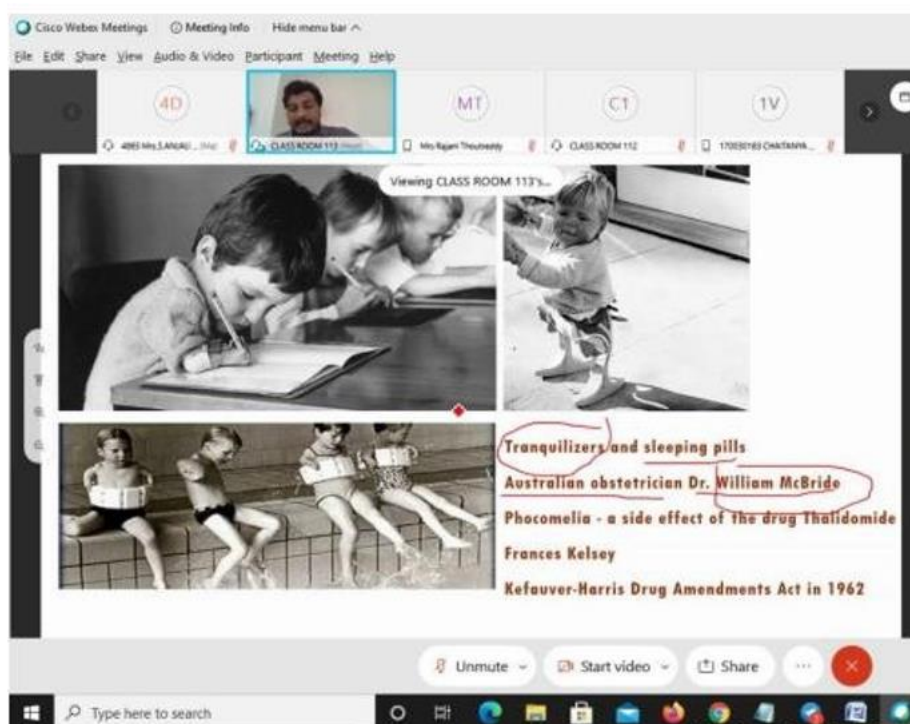 Cisco Webex Meetings Meeting Info Hide menu bar
File Edit Share View Audio & Video Participant Meeting Help
4D MT C1 1V
CLASS ROOM 113 Mrs Rajani CLASS ROOM 112
Viewing CLASS ROOM 113's...
Tranquilizers and sleeping pills
Australian obstetrician Dr. William McBride
Phocomelia - a side effect of the drug Thalidomide
Frances Kelsey
Kefauver-Harris Drug Amendments Act in 1962
Unmute Start video Share
Type here to search